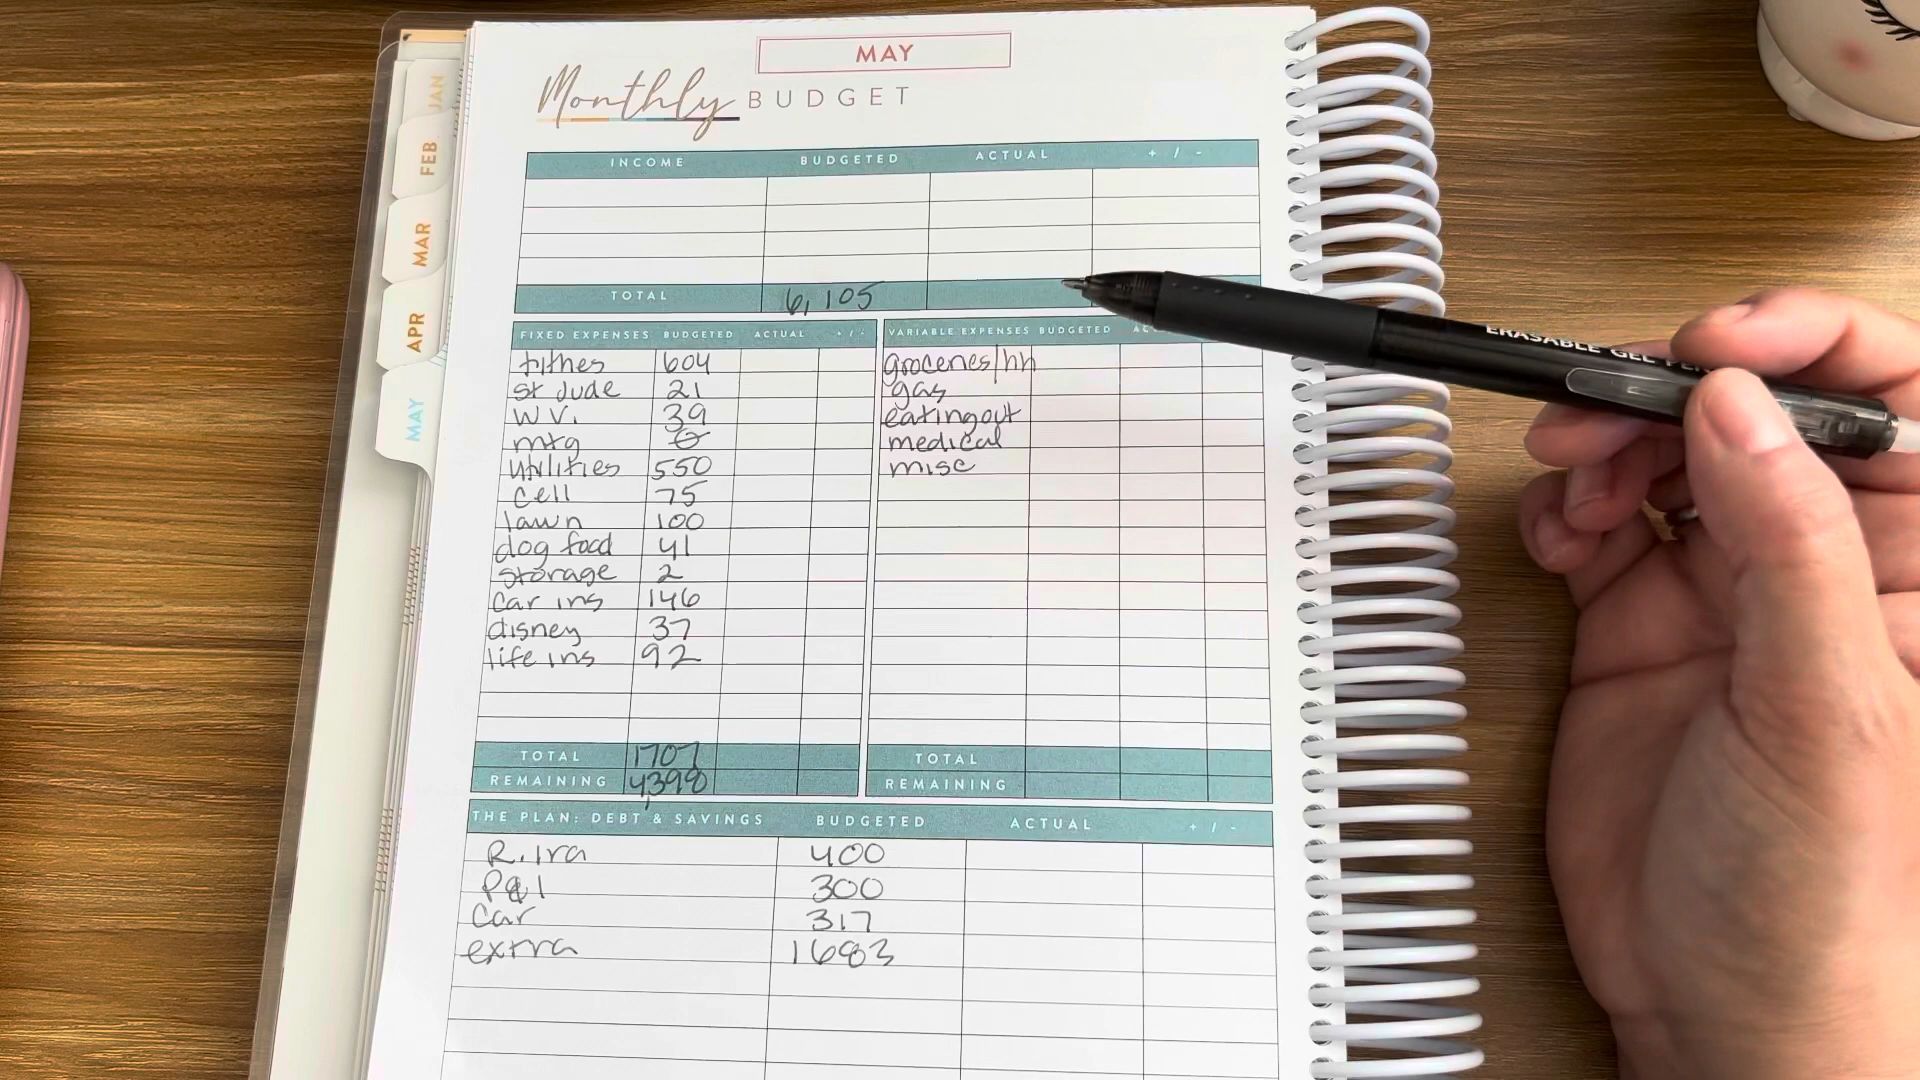 MAY
Monthly BUDGET
JAN
FEB
MAR
APR
MAY
INCOME BUDGETED ACTUAL + / -
TOTAL 6,105
FIXED EXPENSES BUDGETED ACTUAL + / -
tithes 604
st jude 21
W.V. 39
mtg 0
utilities 550
cell 75
lawn 100
dog food 41
storage 2
car ins 146
disney 37
life ins 92
TOTAL 1707
REMAINING 4,398
VARIABLE EXPENSES BUDGETED
groceries/hh
gas
eating out
medical
misc
TOTAL
REMAINING
THE PLAN: DEBT & SAVINGS BUDGETED ACTUAL + / -
R. Ira 400
P&I 300
Car 317
extra 1683
ERASABLE GEL